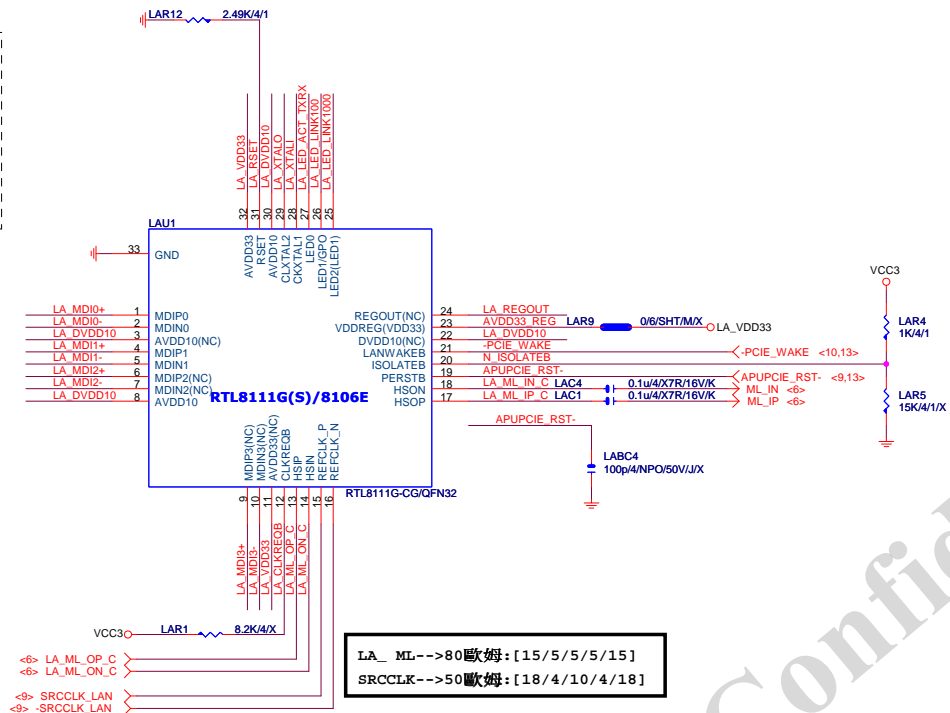 LAR12 2.49K/4/1
LA_VDD33
LA_RSET
LA_DVDD10
LA_XTALO
LA_XTALI
LA_LED_ACT_TXRX
LA_LED_LINK100
LA_LED_LINK1000
32
31
30
29
28
27
26
25
LAU1
33 GND
AVDD33
RSET
AVDD10
CLXTAL2
CKXTAL1
LED0
LED1/GPO
LED2(LED1)
LA_MDI0+ 1 MDIP0
LA_MDI0- 2 MDIN0
LA_DVDD10 3 AVDD10(NC)
LA_MDI1+ 4 MDIP1
LA_MDI1- 5 MDIN1
LA_MDI2+ 6 MDIP2(NC)
LA_MDI2- 7 MDIN2(NC)
LA_DVDD10 8 AVDD10
RTL8111G(S)/8106E
REGOUT(NC) 24 LA_REGOUT
VDDREG(VDD33) 23 AVDD33_REG LAR9 0/6/SHT/M/X LA_VDD33
DVDD10(NC) 22 LA_DVDD10
LANWAKEB 21 -PCIE_WAKE -PCIE_WAKE <10,13>
ISOLATEB 20 N_ISOLATEB
PERSTB 19 APUPCIE_RST- APUPCIE_RST- <9,13>
HSON 18 LA_ML_IN_C LAC4 0.1u/4/X7R/16V/K ML_IN <6>
HSOP 17 LA_ML_IP_C LAC1 0.1u/4/X7R/16V/K ML_IP <6>
VCC3
LAR4
1K/4/1
LAR5
15K/4/1/X
APUPCIE_RST-
LABC4
100p/4/NPO/50V/J/X
MDIP3(NC)
MDIN3(NC)
AVDD33(NC)
CLKREQB
HSIP
HSIN
REFCLK_P
REFCLK_N
RTL8111G-CG/QFN32
9
10
11
12
13
14
15
16
LA_MDI3+
LA_MDI3-
LA_VDD33
LA_CLKREQB
LA_ML_OP_C
LA_ML_ON_C
VCC3 LAR1 8.2K/4/X
<6> LA_ML_OP_C
<6> LA_ML_ON_C
<9> SRCCLK_LAN
<9> -SRCCLK_LAN
LA_ ML-->80歐姆:[15/5/5/5/15]
SRCCLK-->50歐姆:[18/4/10/4/18]
Confid